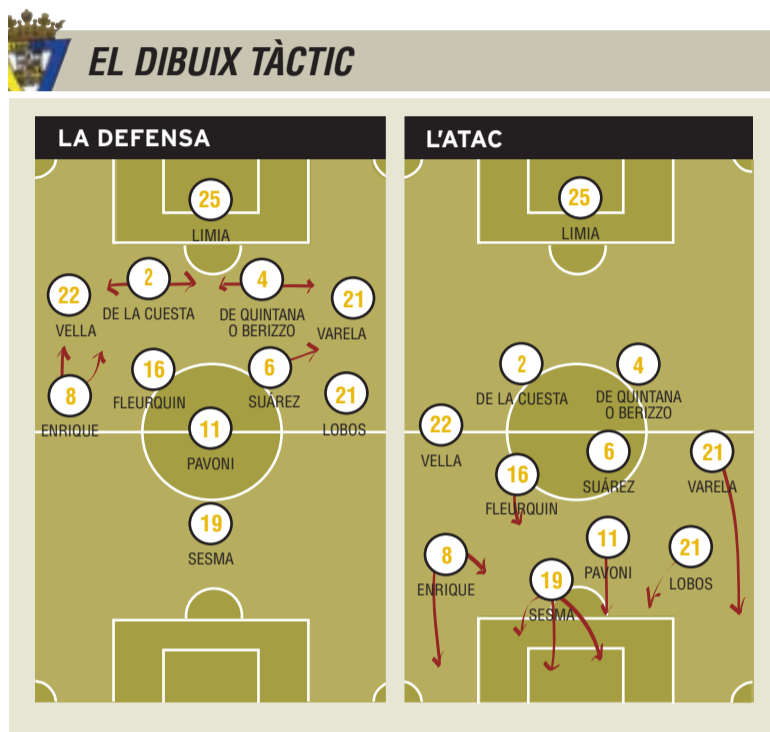 EL DIBUIX TÀCTIC
LA DEFENSA
25
LIMIA
22
VELLA
2
DE LA CUESTA
4
DE QUINTANA
O BERIZZO
21
VARELA
8
ENRIQUE
16
FLEURQUIN
6
SUÁREZ
21
LOBOS
11
PAVONI
19
SESMA
L'ATAC
25
LIMIA
2
DE LA CUESTA
4
DE QUINTANA
O BERIZZO
22
VELLA
16
FLEURQUIN
6
SUÁREZ
21
VARELA
8
ENRIQUE
19
SESMA
11
PAVONI
21
LOBOS